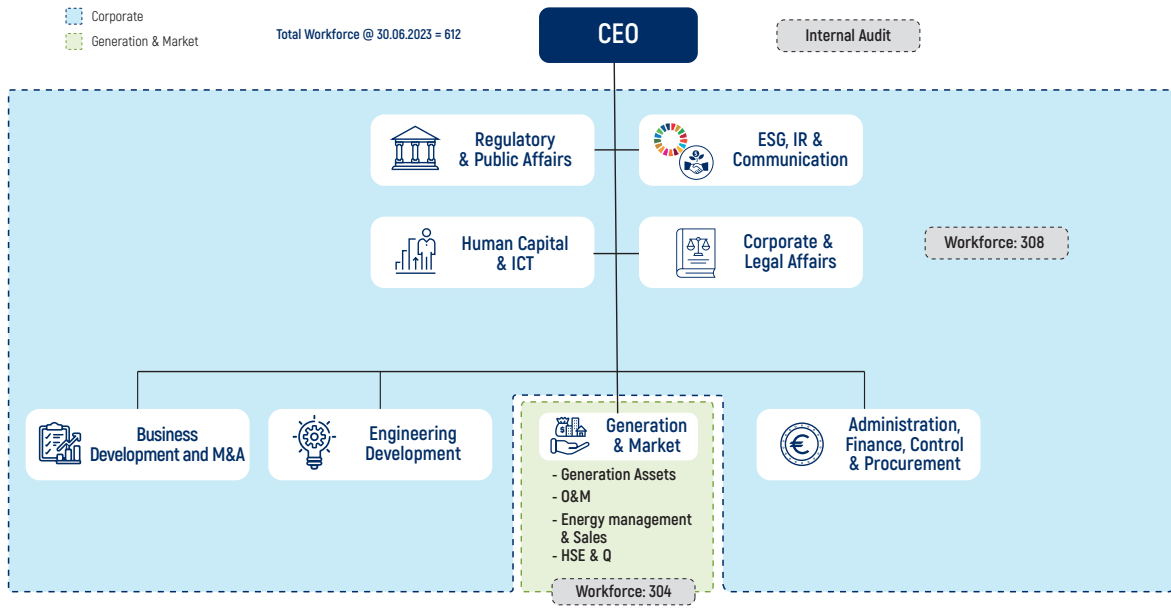 Corporate
Generation & Market
Total Workforce @ 30.06.2023 = 612
CEO
Internal Audit
Regulatory
& Public Affairs
ESG, IR &
Communication
Human Capital
& ICT
Corporate &
Legal Affairs
Workforce: 308
Business
Development and M&A
Engineering
Development
Generation
& Market
- Generation Assets
- O&M
- Energy management
& Sales
- HSE & Q
Workforce: 304
Administration,
Finance, Control
& Procurement